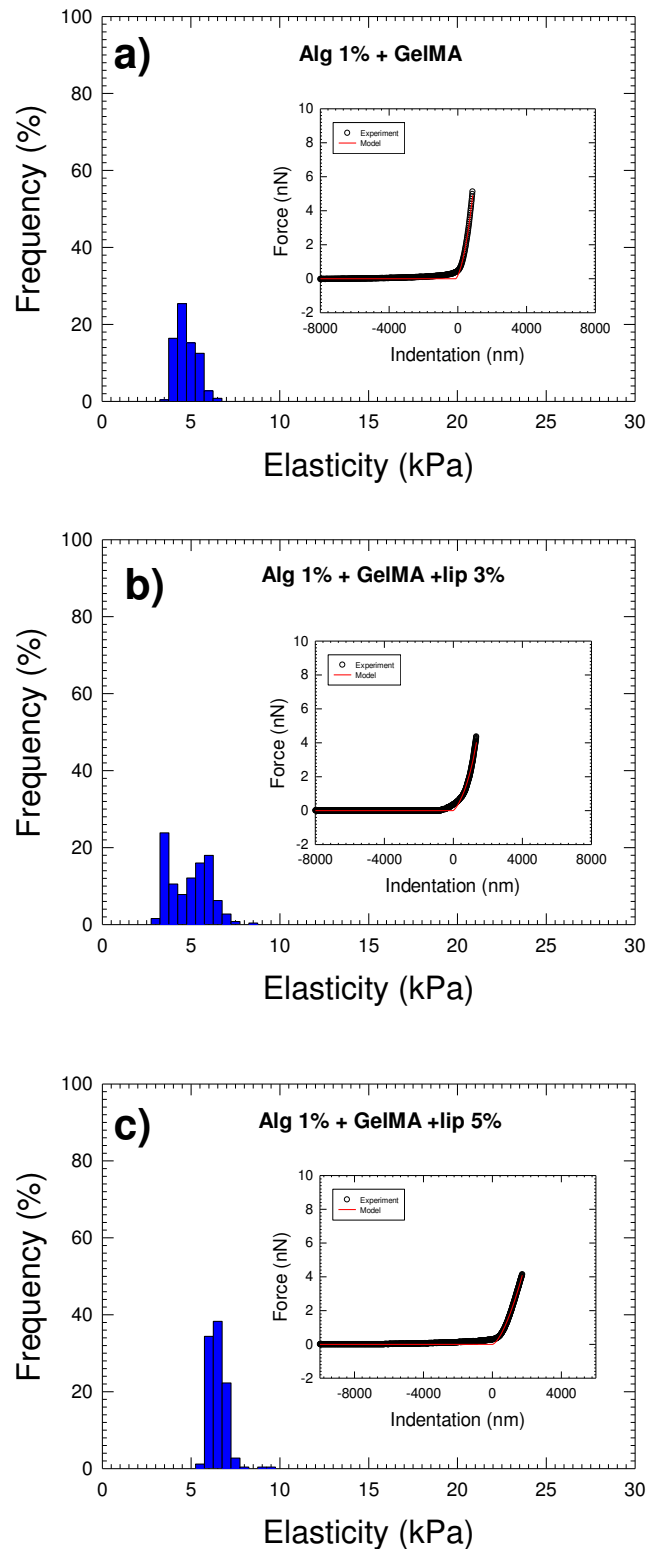 a)
Alg 1% + GelMA
Frequency (%)
100
80
60
40
20
0
0 5 10 15 20 25 30
Elasticity (kPa)
Force (nN)
10
8
6
4
2
0
-2
Experiment
Model
-8000 -4000 0 4000 8000
Indentation (nm)
b)
Alg 1% + GelMA +lip 3%
Frequency (%)
100
80
60
40
20
0
0 5 10 15 20 25 30
Elasticity (kPa)
Force (nN)
10
8
6
4
2
0
-2
Experiment
Model
-8000 -4000 0 4000 8000
Indentation (nm)
c)
Alg 1% + GelMA +lip 5%
Frequency (%)
100
80
60
40
20
0
0 5 10 15 20 25 30
Elasticity (kPa)
Force (nN)
10
8
6
4
2
0
-2
Experiment
Model
-8000 -4000 0 4000
Indentation (nm)